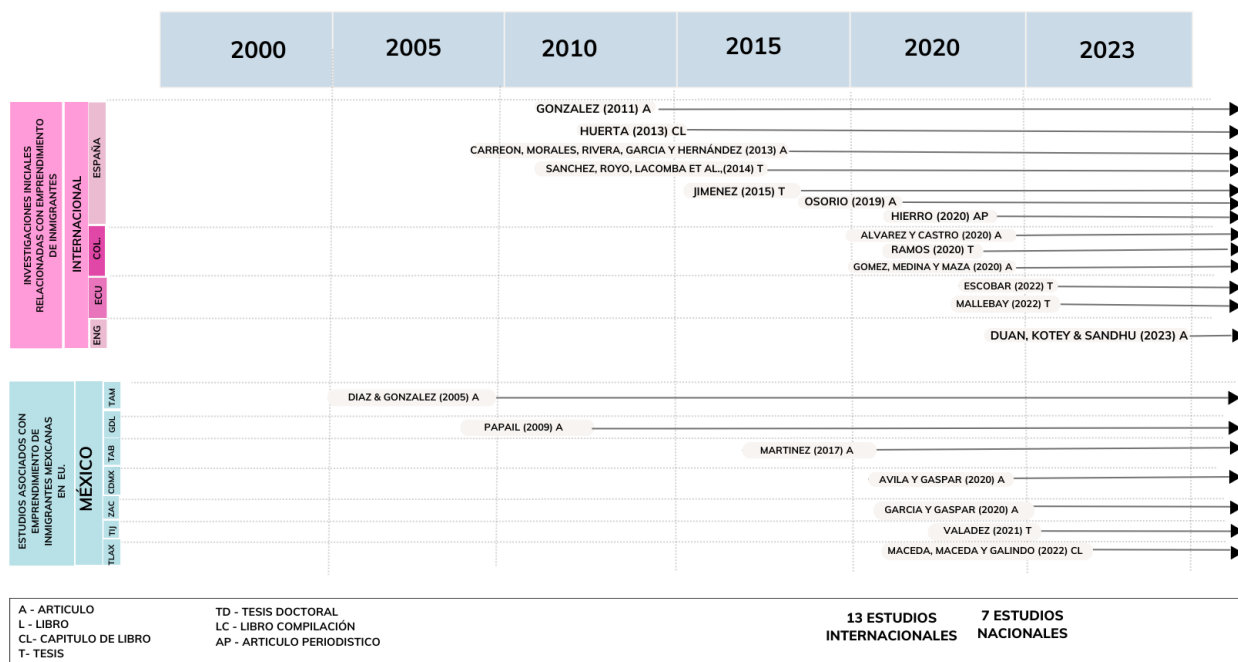 2000 2005 2010 2015 2020 2023
INVESTIGACIONES INICIALES
RELACIONADAS CON EMPRENDIMIENTO
DE INMIGRANTES
INTERNACIONAL
ESPAÑA
GONZALEZ (2011) A
HUERTA (2013) CL
CARREON, MORALES, RIVERA, GARCIA Y HERNÁNDEZ (2013) A
SANCHEZ, ROYO, LACOMBA ET AL.,(2014) T
JIMENEZ (2015) T
OSORIO (2019) A
HIERRO (2020) AP
COL.
ALVAREZ Y CASTRO (2020) A
RAMOS (2020) T
GOMEZ, MEDINA Y MAZA (2020) A
ECU
ESCOBAR (2022) T
MALLEBAY (2022) T
ENG
DUAN, KOTEY & SANDHU (2023) A
ESTUDIOS ASOCIADOS CON
EMPRENDIMIENTO DE
INMIGRANTES MEXICANAS
EN EU.
MÉXICO
TAM
DIAZ & GONZALEZ (2005) A
GDL
PAPAIL (2009) A
TAB
MARTINEZ (2017) A
CDMX
AVILA Y GASPAR (2020) A
ZAC
GARCIA Y GASPAR (2020) A
TIJ
VALADEZ (2021) T
TLAX
MACEDA, MACEDA Y GALINDO (2022) CL
A - ARTICULO
L - LIBRO
CL- CAPITULO DE LIBRO
T- TESIS
TD - TESIS DOCTORAL
LC - LIBRO COMPILACIÓN
AP - ARTICULO PERIODISTICO
13 ESTUDIOS
INTERNACIONALES
7 ESTUDIOS
NACIONALES